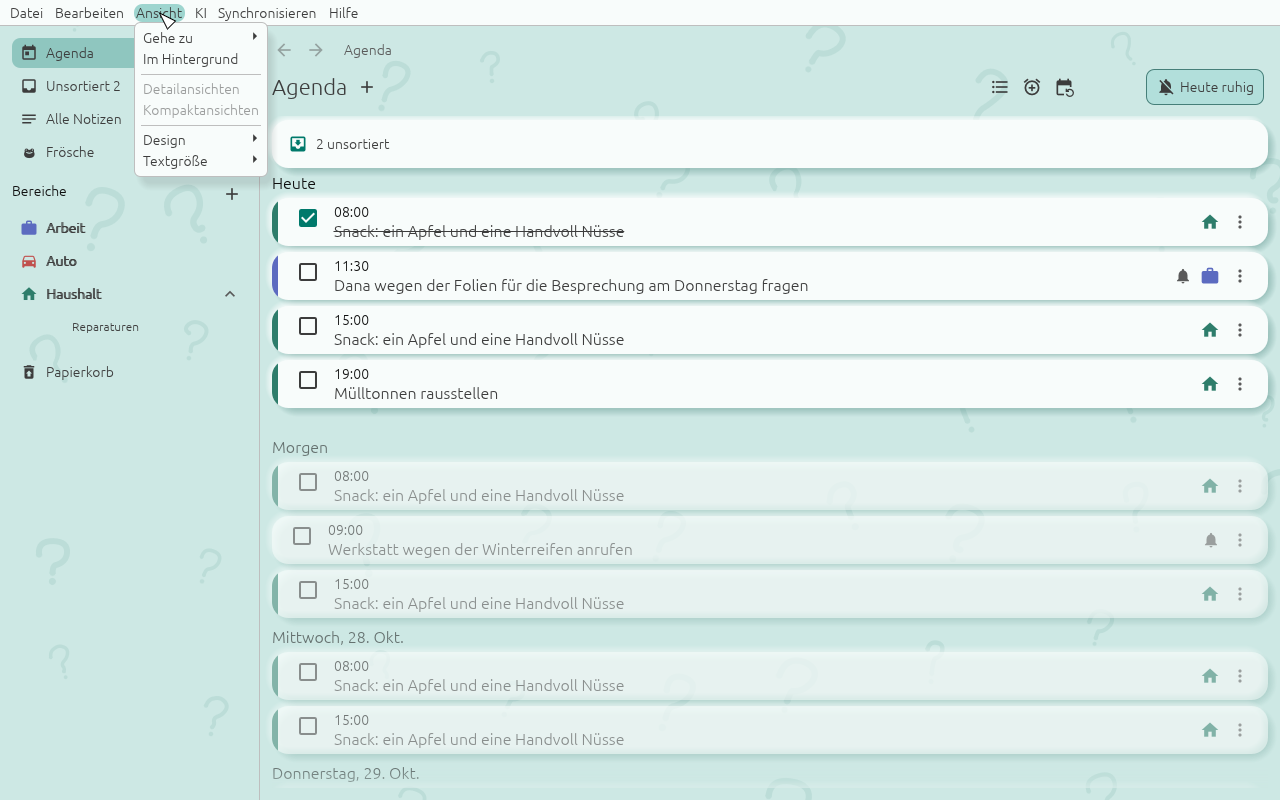 Datei Bearbeiten Ansicht KI Synchronisieren Hilfe
Gehe zu
Im Hintergrund
Detailansichten
Kompaktansichten
Design
Textgröße
Agenda
Unsortiert 2
Alle Notizen
Frösche
Bereiche
Arbeit
Auto
Haushalt
Reparaturen
Papierkorb
Agenda
Agenda
Heute ruhig
2 unsortiert
Heute
08:00
Snack: ein Apfel und eine Handvoll Nüsse
11:30
Dana wegen der Folien für die Besprechung am Donnerstag fragen
15:00
Snack: ein Apfel und eine Handvoll Nüsse
19:00
Mülltonnen rausstellen
Morgen
08:00
Snack: ein Apfel und eine Handvoll Nüsse
09:00
Werkstatt wegen der Winterreifen anrufen
15:00
Snack: ein Apfel und eine Handvoll Nüsse
Mittwoch, 28. Okt.
08:00
Snack: ein Apfel und eine Handvoll Nüsse
15:00
Snack: ein Apfel und eine Handvoll Nüsse
Donnerstag, 29. Okt.